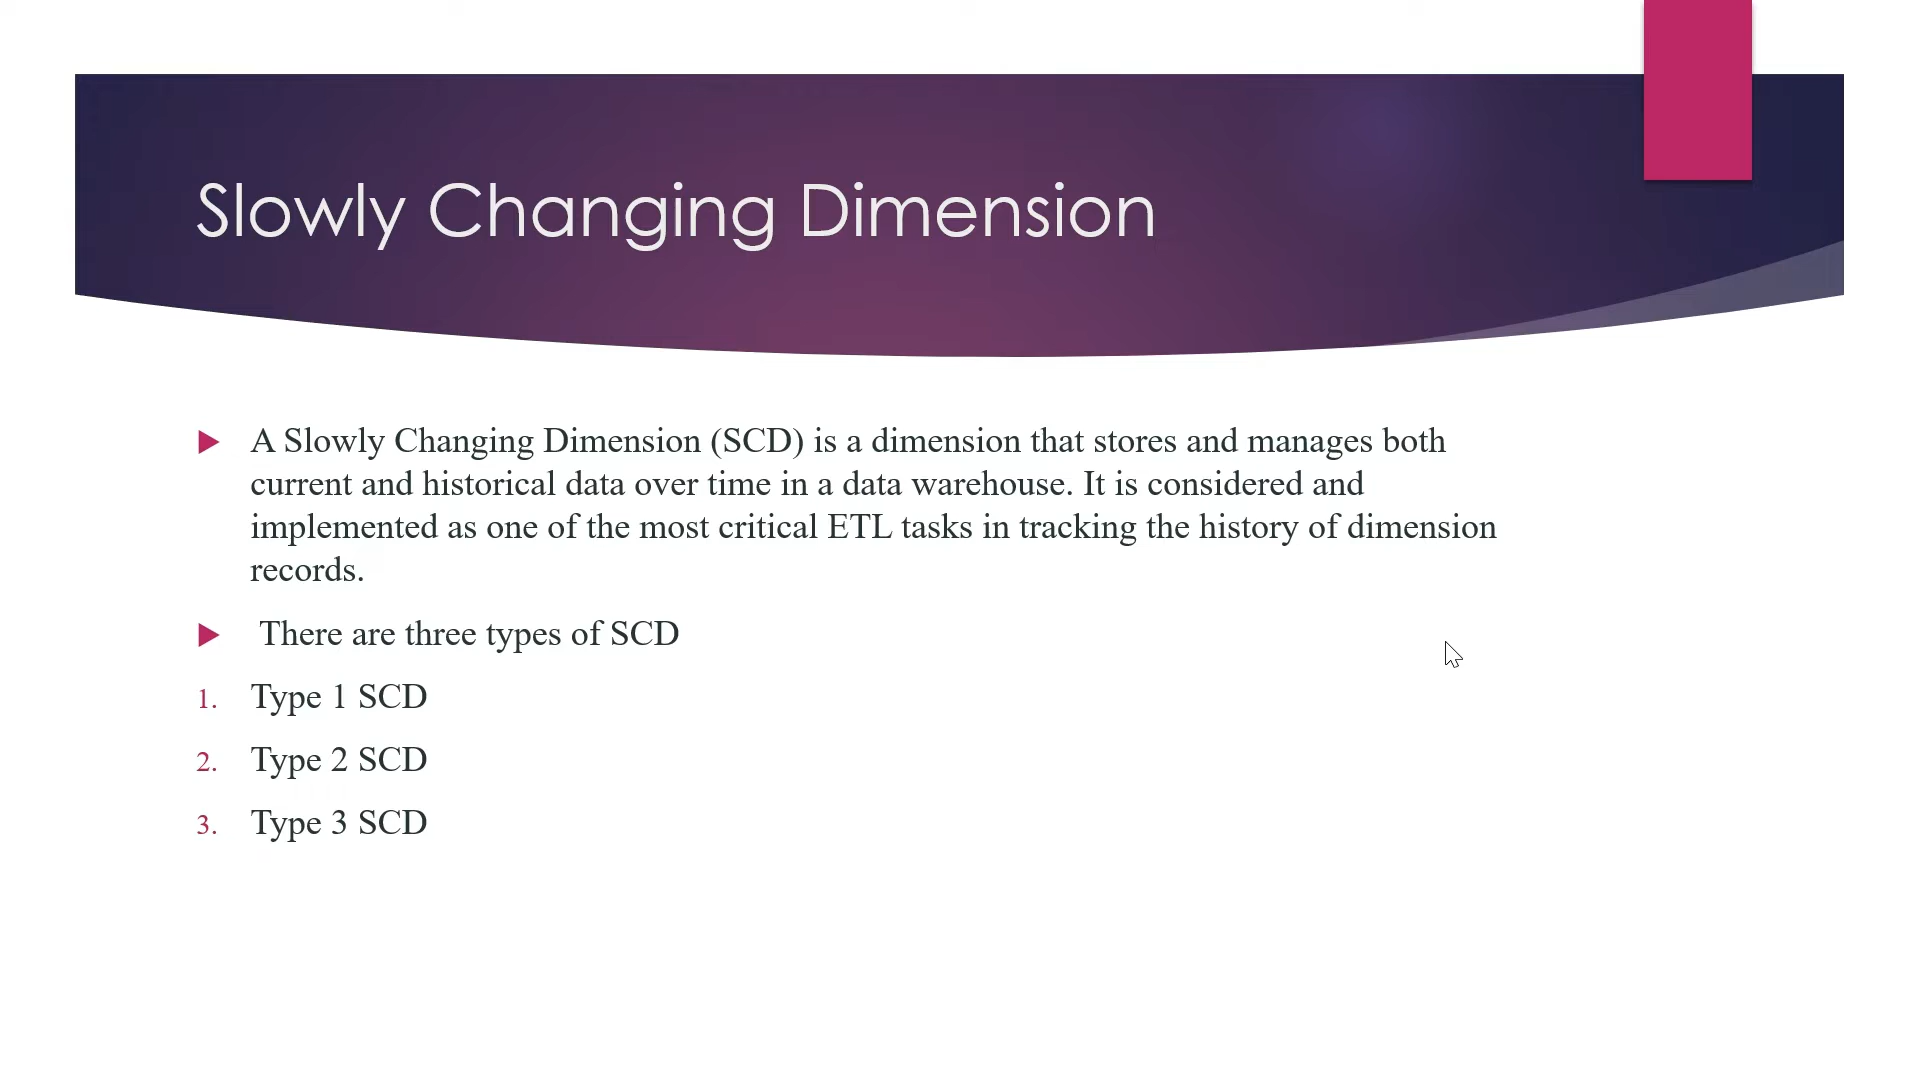 Slowly Changing Dimension
A Slowly Changing Dimension (SCD) is a dimension that stores and manages both
current and historical data over time in a data warehouse. It is considered and
implemented as one of the most critical ETL tasks in tracking the history of dimension
records.
There are three types of SCD
1. Type 1 SCD
2. Type 2 SCD
3. Type 3 SCD